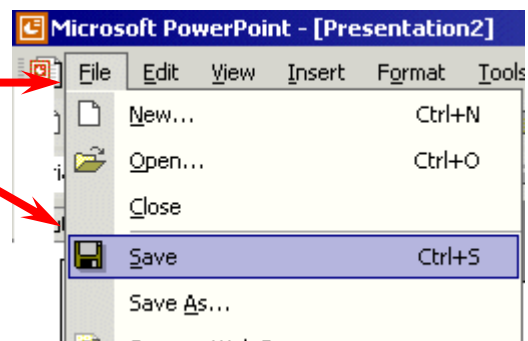 Microsoft PowerPoint - [Presentation2]
File Edit View Insert Format Tools
New... Ctrl+N
Open... Ctrl+O
Close
Save Ctrl+S
Save As...